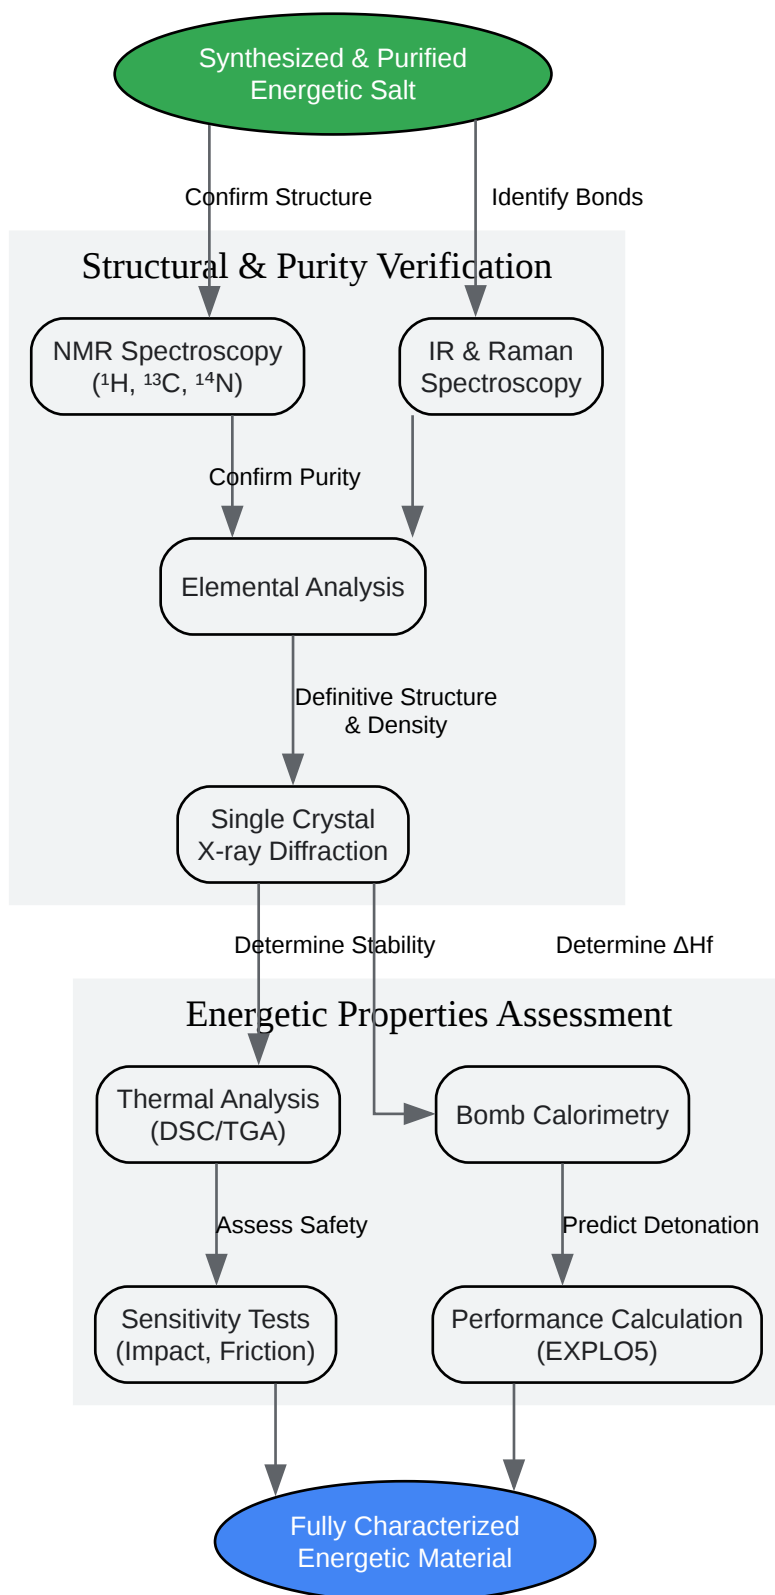 Synthesized & Purified
Energetic Salt
Confirm Structure
Identify Bonds
Structural & Purity Verification
NMR Spectroscopy
(¹H, ¹³C, ¹⁴N)
IR & Raman
Spectroscopy
Confirm Purity
Elemental Analysis
Definitive Structure
& Density
Single Crystal
X-ray Diffraction
Determine Stability
Determine ΔHf
Energetic Properties Assessment
Thermal Analysis
(DSC/TGA)
Bomb Calorimetry
Assess Safety
Predict Detonation
Sensitivity Tests
(Impact, Friction)
Performance Calculation
(EXPLO5)
Fully Characterized
Energetic Material